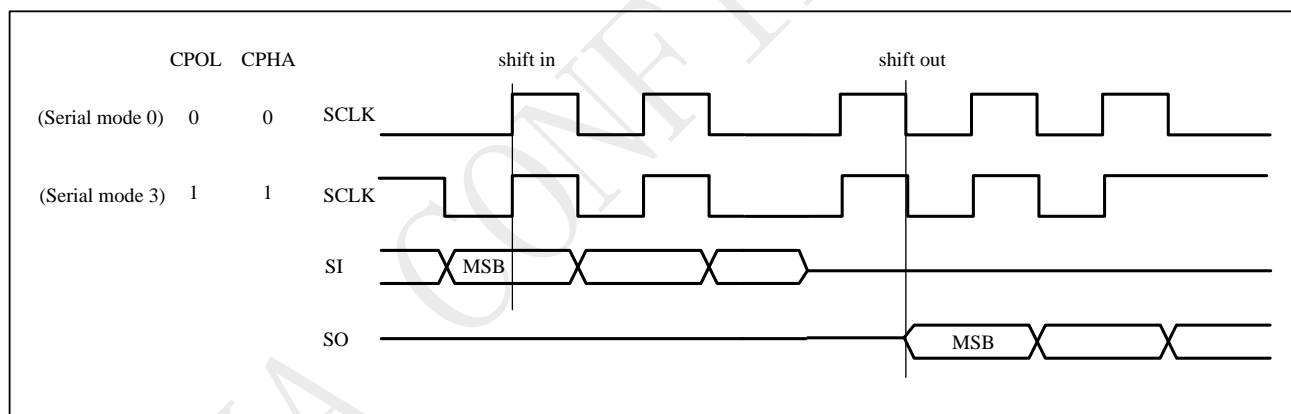 CPOL CPHA shift in shift out
(Serial mode 0) 0 0 SCLK
(Serial mode 3) 1 1 SCLK
SI MSB
SO MSB